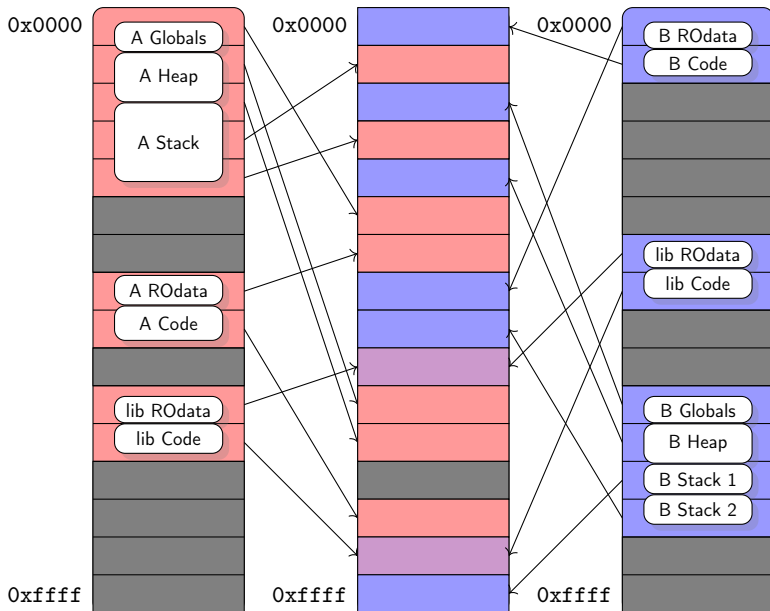 0x0000
A Globals
A Heap
A Stack
A ROdata
A Code
lib ROdata
lib Code
0xffff
0x0000
0xffff
0x0000
B ROdata
B Code
lib ROdata
lib Code
B Globals
B Heap
B Stack 1
B Stack 2
0xffff